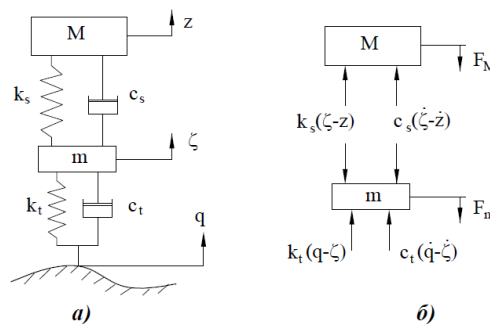 M
z
k_s
c_s
m
ζ
k_t
c_t
q
а)
M
F_M
k_s(ζ-z)
c_s(ζ̇-ż)
m
F_m
k_t(q-ζ)
c_t(q̇-ζ̇)
б)